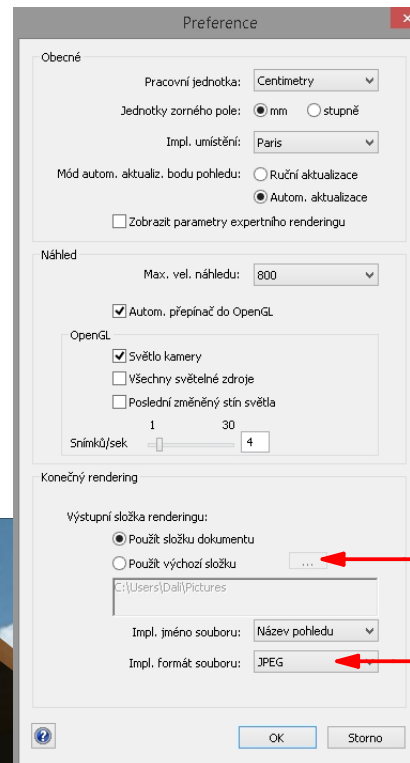 Preference
Obecné
Pracovní jednotka: Centimetry
Jednotky zorného pole: mm stupně
Impl. umístění: Paris
Mód autom. aktualiz. bodu pohledu: Ruční aktualizace
Autom. aktualizace
Zobrazit parametry expertního renderingu
Náhled
Max. vel. náhledu: 800
Autom. přepínač do OpenGL
OpenGL
Světlo kamery
Všechny světelné zdroje
Poslední změněný stín světla
1 30
Snímků/sek 4
Konečný rendering
Výstupní složka renderingu:
Použít složku dokumentu
Použít výchozí složku ...
C:\Users\Dali\Pictures
Impl. jméno souboru: Název pohledu
Impl. formát souboru: JPEG
OK Storno